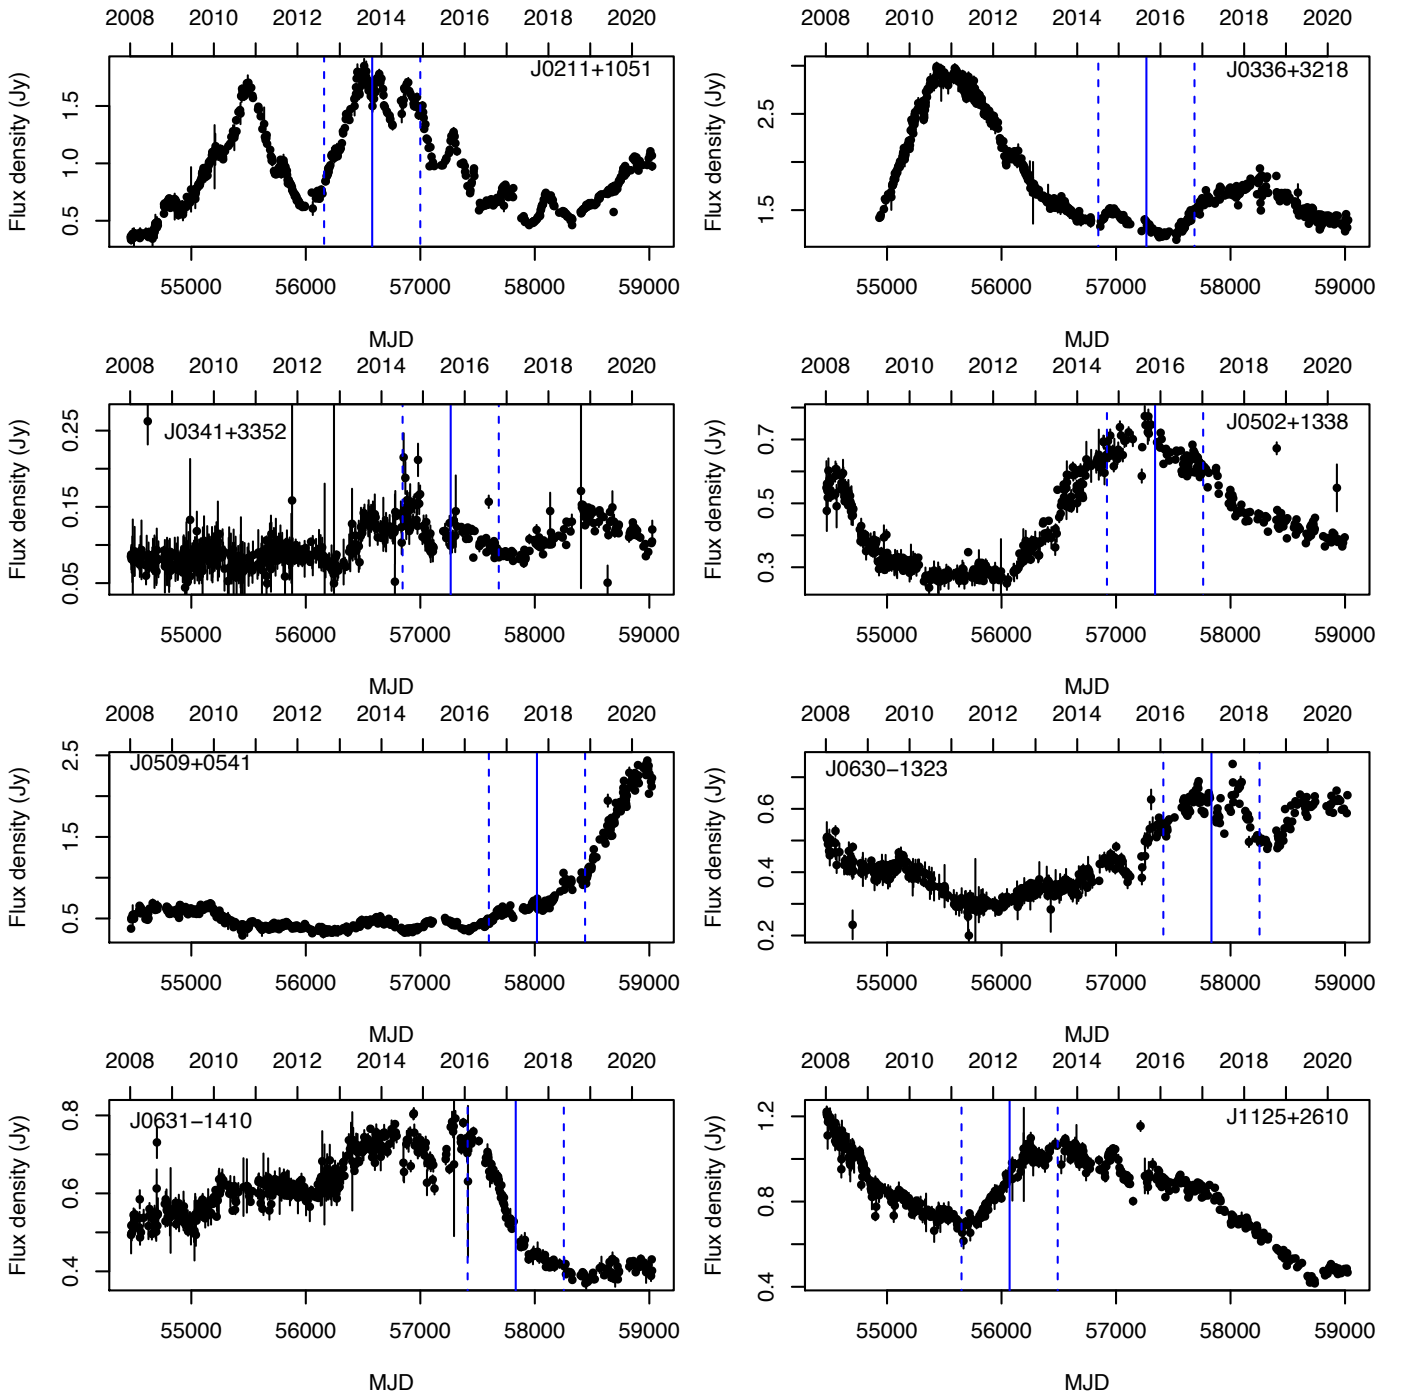 2008 2010 2012 2014 2016 2018 2020
J0211+1051
Flux density (Jy)
0.5 1.0 1.5
55000 56000 57000 58000 59000
MJD
2008 2010 2012 2014 2016 2018 2020
J0336+3218
Flux density (Jy)
1.5 2.5
55000 56000 57000 58000 59000
MJD
2008 2010 2012 2014 2016 2018 2020
J0341+3352
Flux density (Jy)
0.05 0.15 0.25
55000 56000 57000 58000 59000
MJD
2008 2010 2012 2014 2016 2018 2020
J0502+1338
Flux density (Jy)
0.3 0.5 0.7
55000 56000 57000 58000 59000
MJD
2008 2010 2012 2014 2016 2018 2020
J0509+0541
Flux density (Jy)
0.5 1.5 2.5
55000 56000 57000 58000 59000
MJD
2008 2010 2012 2014 2016 2018 2020
J0630−1323
Flux density (Jy)
0.2 0.4 0.6
55000 56000 57000 58000 59000
MJD
2008 2010 2012 2014 2016 2018 2020
J0631−1410
Flux density (Jy)
0.4 0.6 0.8
55000 56000 57000 58000 59000
MJD
2008 2010 2012 2014 2016 2018 2020
J1125+2610
Flux density (Jy)
0.4 0.8 1.2
55000 56000 57000 58000 59000
MJD